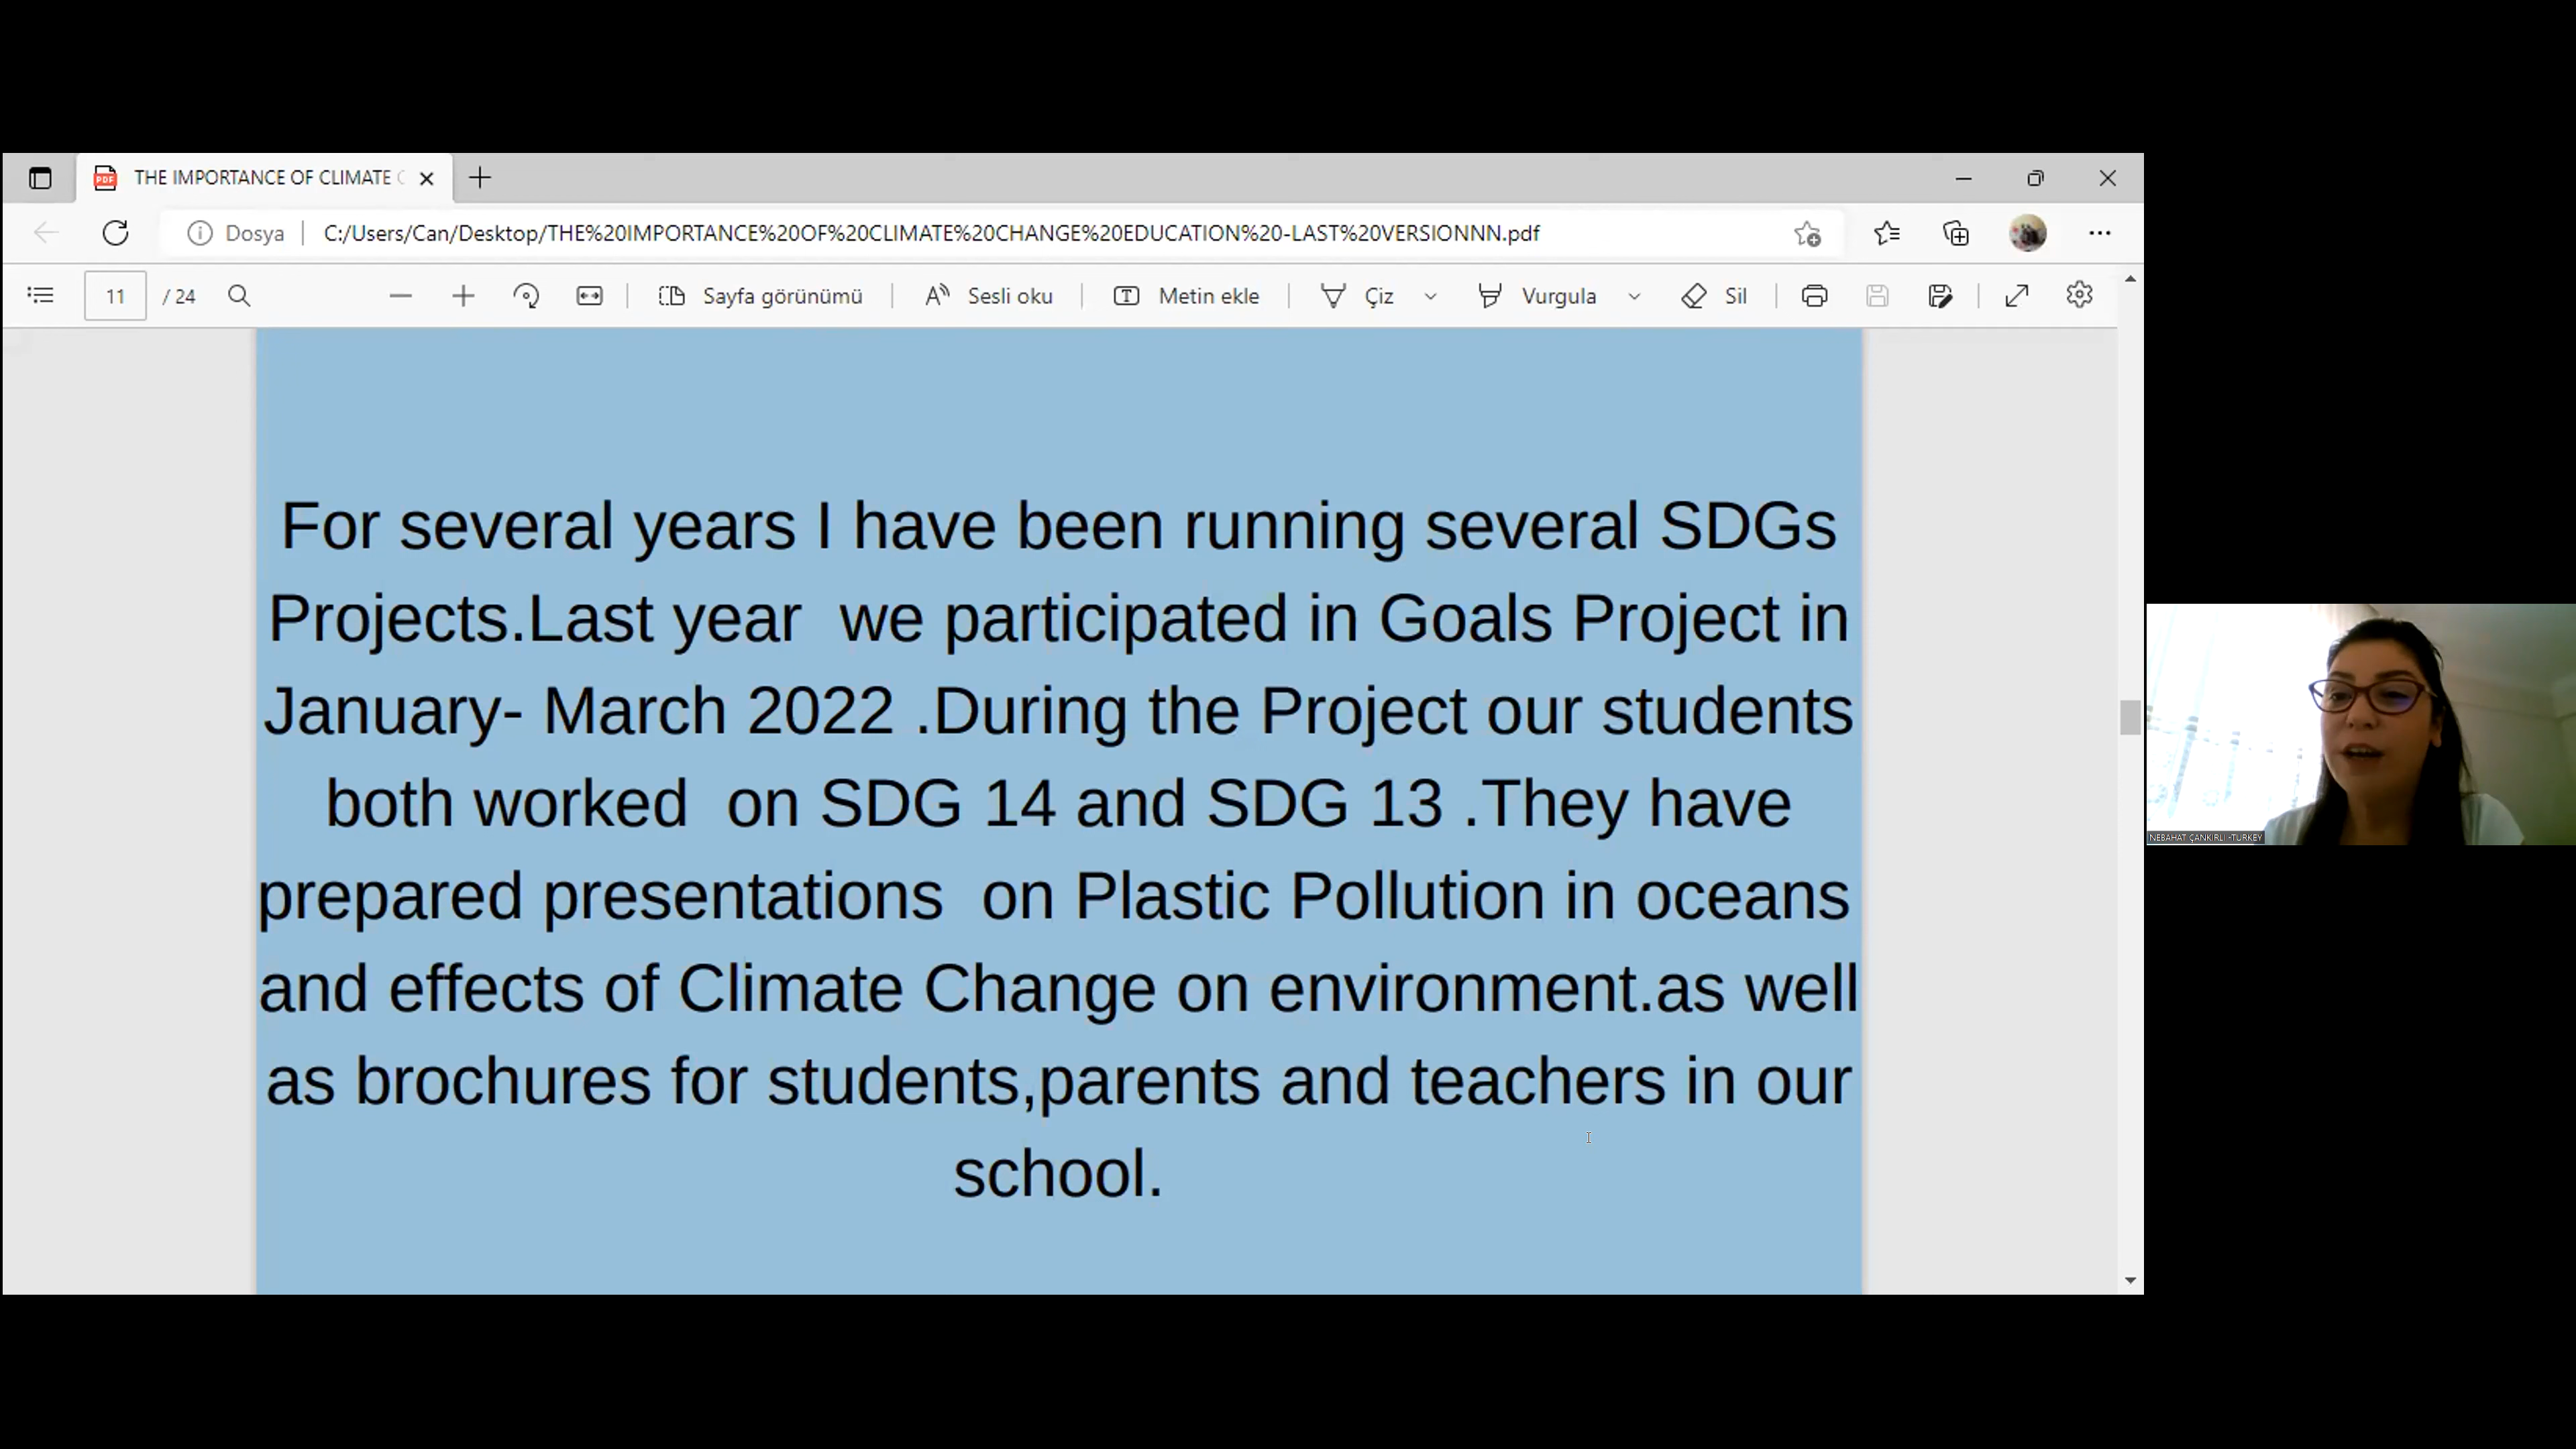 THE IMPORTANCE OF CLIMATE
Dosya C:/Users/Can/Desktop/THE%20IMPORTANCE%20OF%20CLIMATE%20CHANGE%20EDUCATION%20-LAST%20VERSIONNN.pdf
11 / 24 Sayfa görünümü Sesli oku Metin ekle Çiz Vurgula Sil
For several years I have been running several SDGs
Projects.Last year we participated in Goals Project in
January- March 2022 .During the Project our students
both worked on SDG 14 and SDG 13 .They have
prepared presentations on Plastic Pollution in oceans
and effects of Climate Change on environment.as well
as brochures for students,parents and teachers in our
school.
NEBAHAT ÇANKIRLI -TURKEY